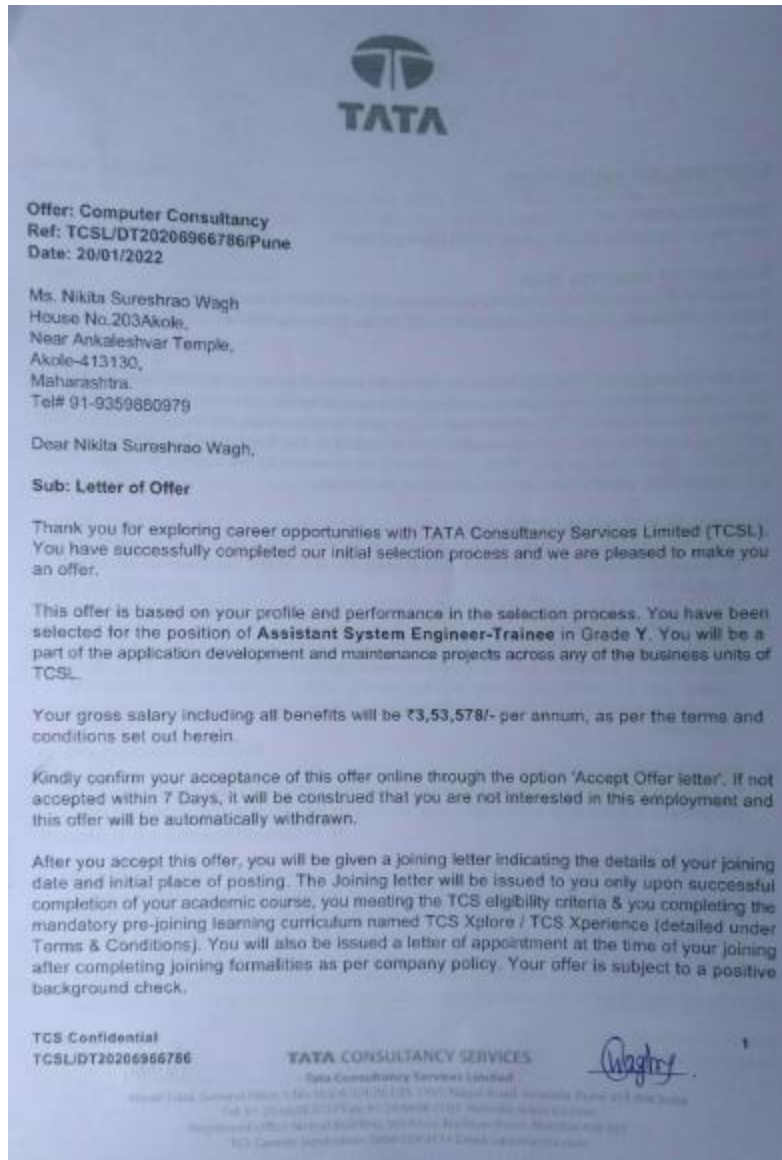 TATA
Offer: Computer Consultancy
Ref: TCSL/DT20206966786/Pune
Date: 20/01/2022
Ms. Nikita Sureshrao Wagh
House No.203Akole,
Near Ankaleshvar Temple,
Akole-413130,
Maharashtra.
Tel# 91-9359880979
Dear Nikita Sureshrao Wagh,
Sub: Letter of Offer
Thank you for exploring career opportunities with TATA Consultancy Services Limited (TCSL).
You have successfully completed our initial selection process and we are pleased to make you
an offer.
This offer is based on your profile and performance in the selection process. You have been
selected for the position of Assistant System Engineer-Trainee in Grade Y. You will be a
part of the application development and maintenance projects across any of the business units of
TCSL.
Your gross salary including all benefits will be ₹3,53,578/- per annum, as per the terms and
conditions set out herein.
Kindly confirm your acceptance of this offer online through the option 'Accept Offer letter'. If not
accepted within 7 Days, it will be construed that you are not interested in this employment and
this offer will be automatically withdrawn.
After you accept this offer, you will be given a joining letter indicating the details of your joining
date and initial place of posting. The Joining letter will be issued to you only upon successful
completion of your academic course, you meeting the TCS eligibility criteria & you completing the
mandatory pre-joining learning curriculum named TCS Xplore / TCS Xperience (detailed under
Terms & Conditions). You will also be issued a letter of appointment at the time of your joining
after completing joining formalities as per company policy. Your offer is subject to a positive
background check.
TCS Confidential
TCSL/DT20206966786
TATA CONSULTANCY SERVICES
Tata Consultancy Services Limited
1